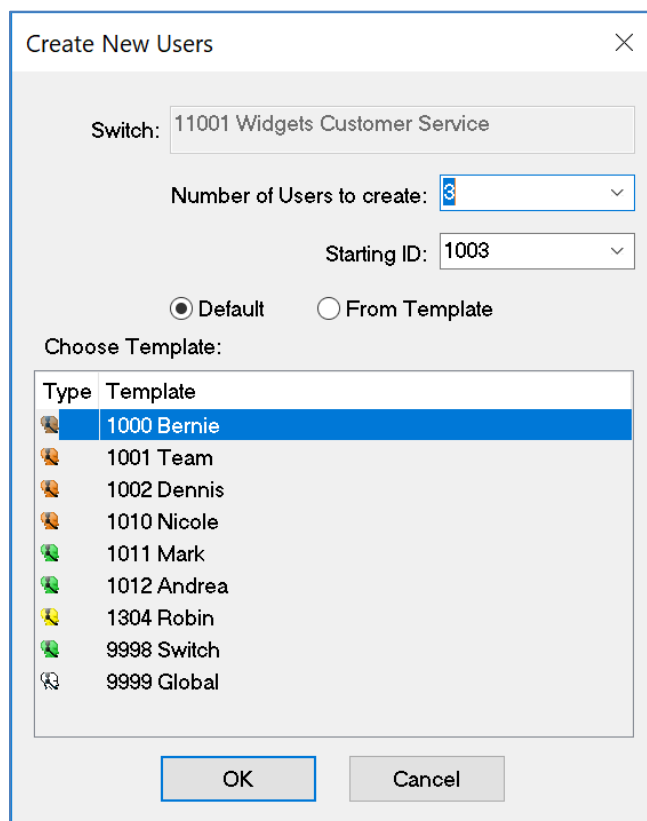 Create New Users
Switch: 11001 Widgets Customer Service
Number of Users to create: 3
Starting ID: 1003
Default From Template
Choose Template:
Type Template
1000 Bernie
1001 Team
1002 Dennis
1010 Nicole
1011 Mark
1012 Andrea
1304 Robin
9998 Switch
9999 Global
OK Cancel